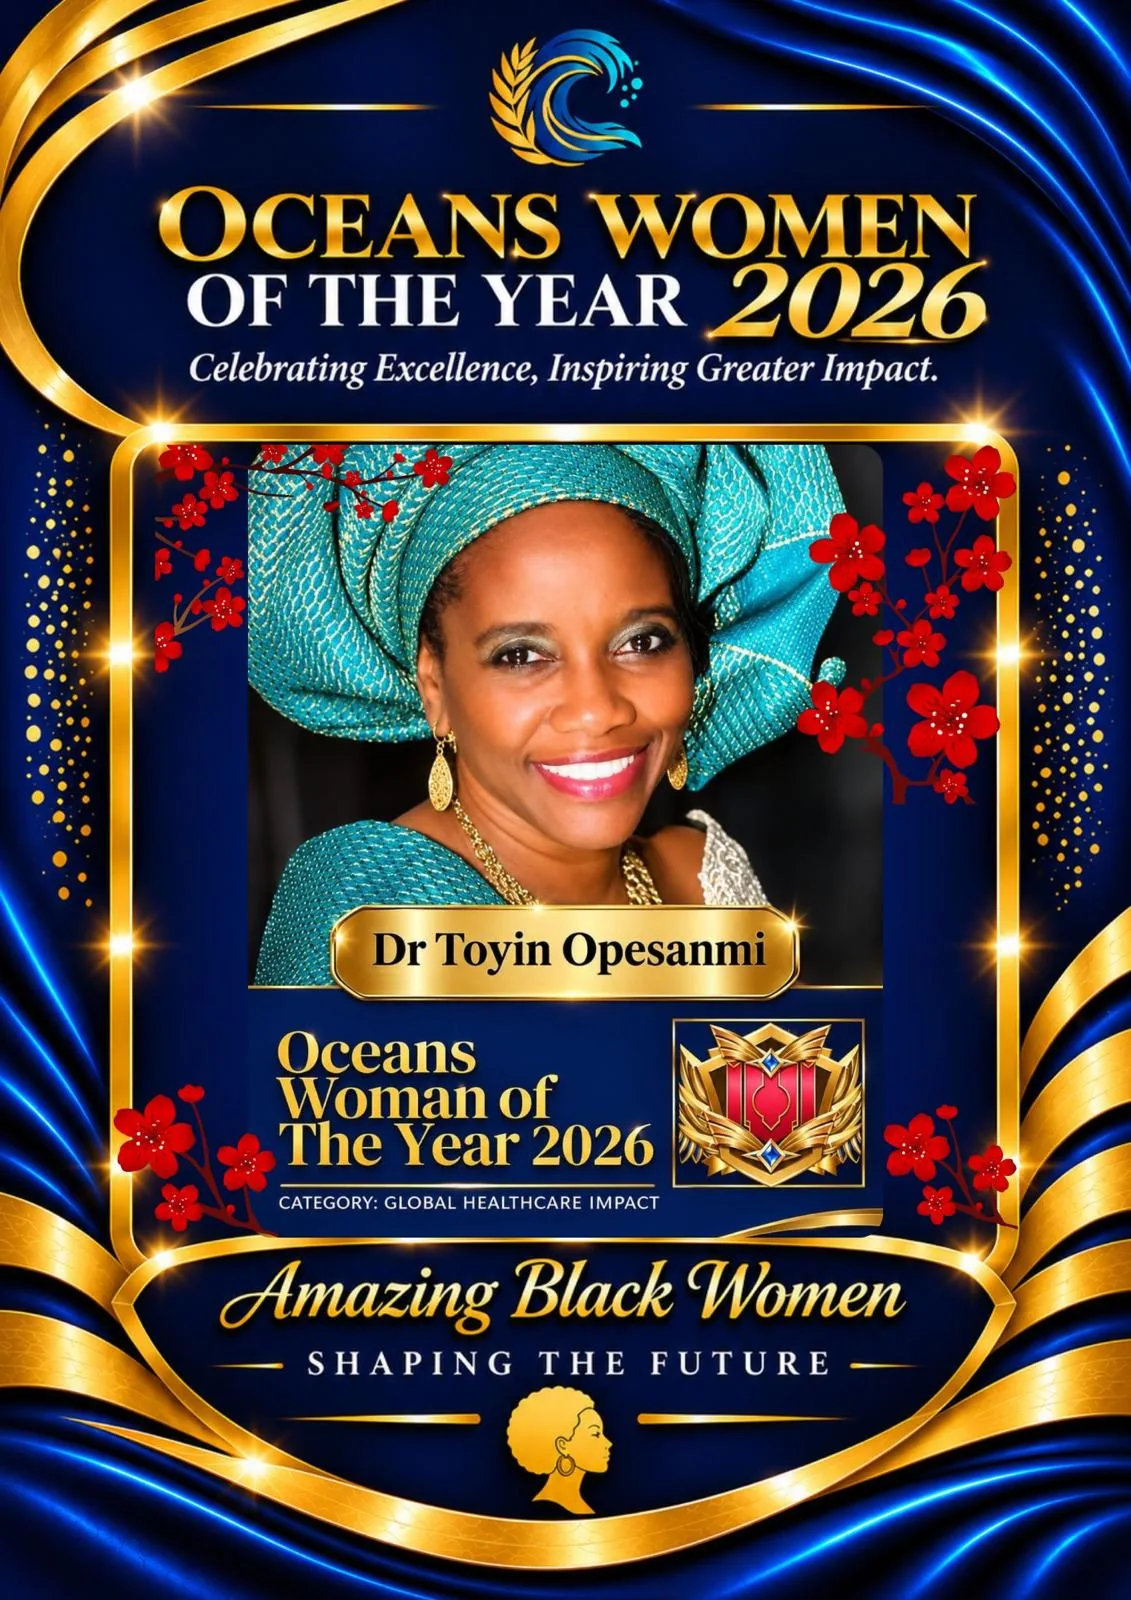 OCEANS WOMEN
OF THE YEAR 2026
Celebrating Excellence, Inspiring Greater Impact.
Dr Toyin Opesanmi
Oceans
Woman of
The Year 2026
CATEGORY: GLOBAL HEALTHCARE IMPACT
Amazing Black Women
SHAPING THE FUTURE